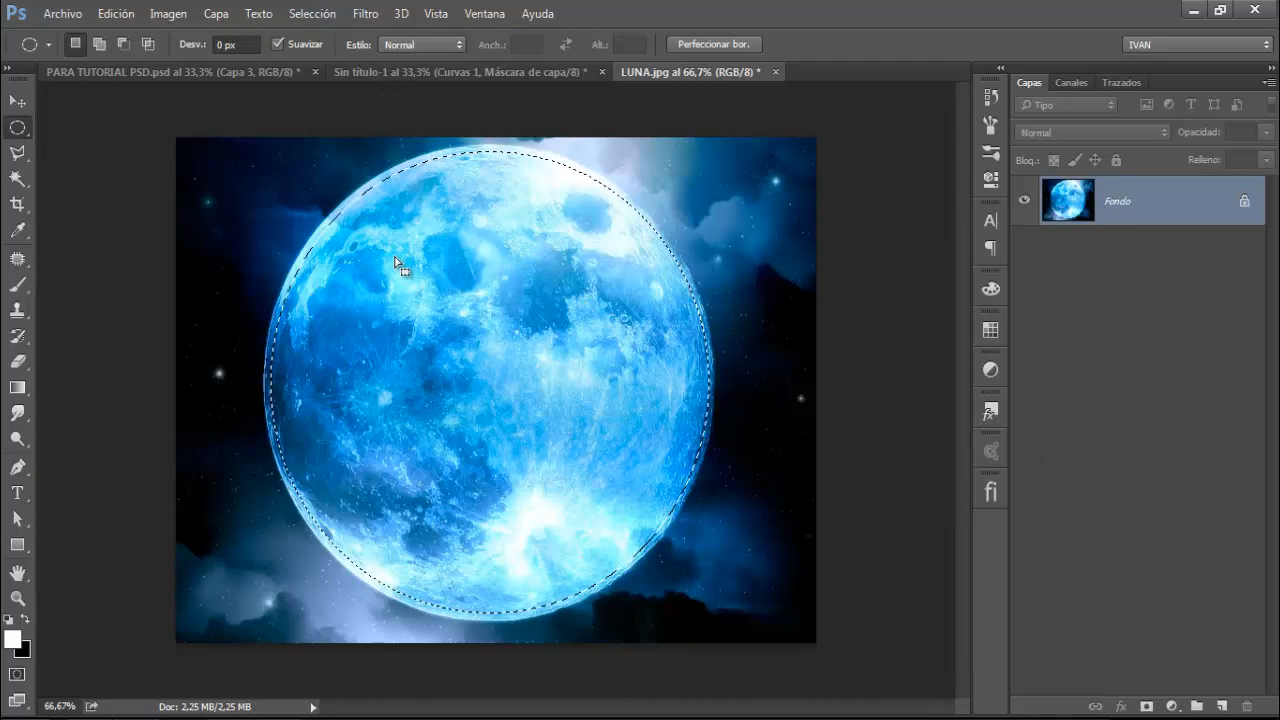 Ps Archivo Edición Imagen Capa Texto Selección Filtro 3D Vista Ventana Ayuda
Desv.: 0 px Suavizar Estilo: Normal Anch.: Alt.: Perfeccionar bor. IVAN
PARA TUTORIAL PSD.psd al 33,3% (Capa 3, RGB/8) * Sin título-1 al 33,3% (Curvas 1, Máscara de capa/8) * LUNA.jpg al 66,7% (RGB/8) *
Capas Canales Trazados
Tipo
Normal Opacidad:
Bloq.: Relleno:
Fondo
66,67% Doc: 2,25 MB/2,25 MB